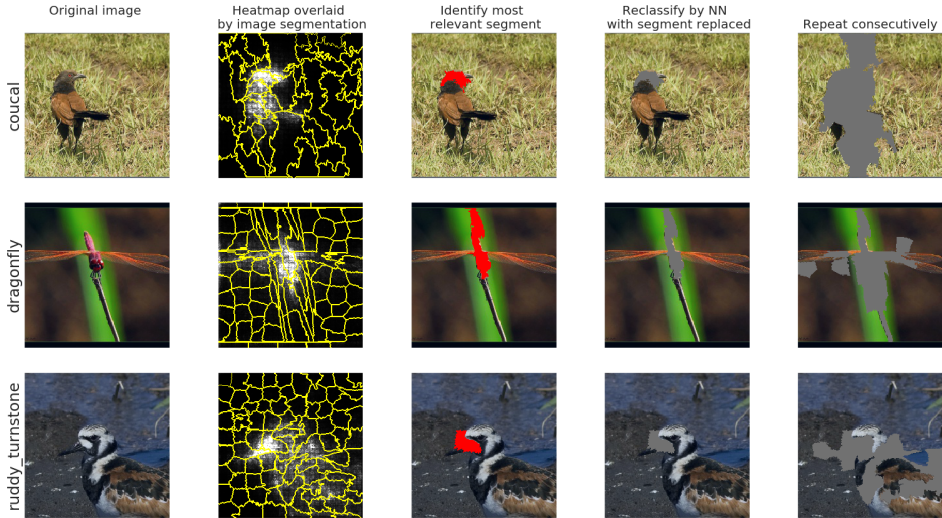 Original image
Heatmap overlaid
by image segmentation
Identify most
relevant segment
Reclassify by NN
with segment replaced
Repeat consecutively
coucal
dragonfly
ruddy_turnstone